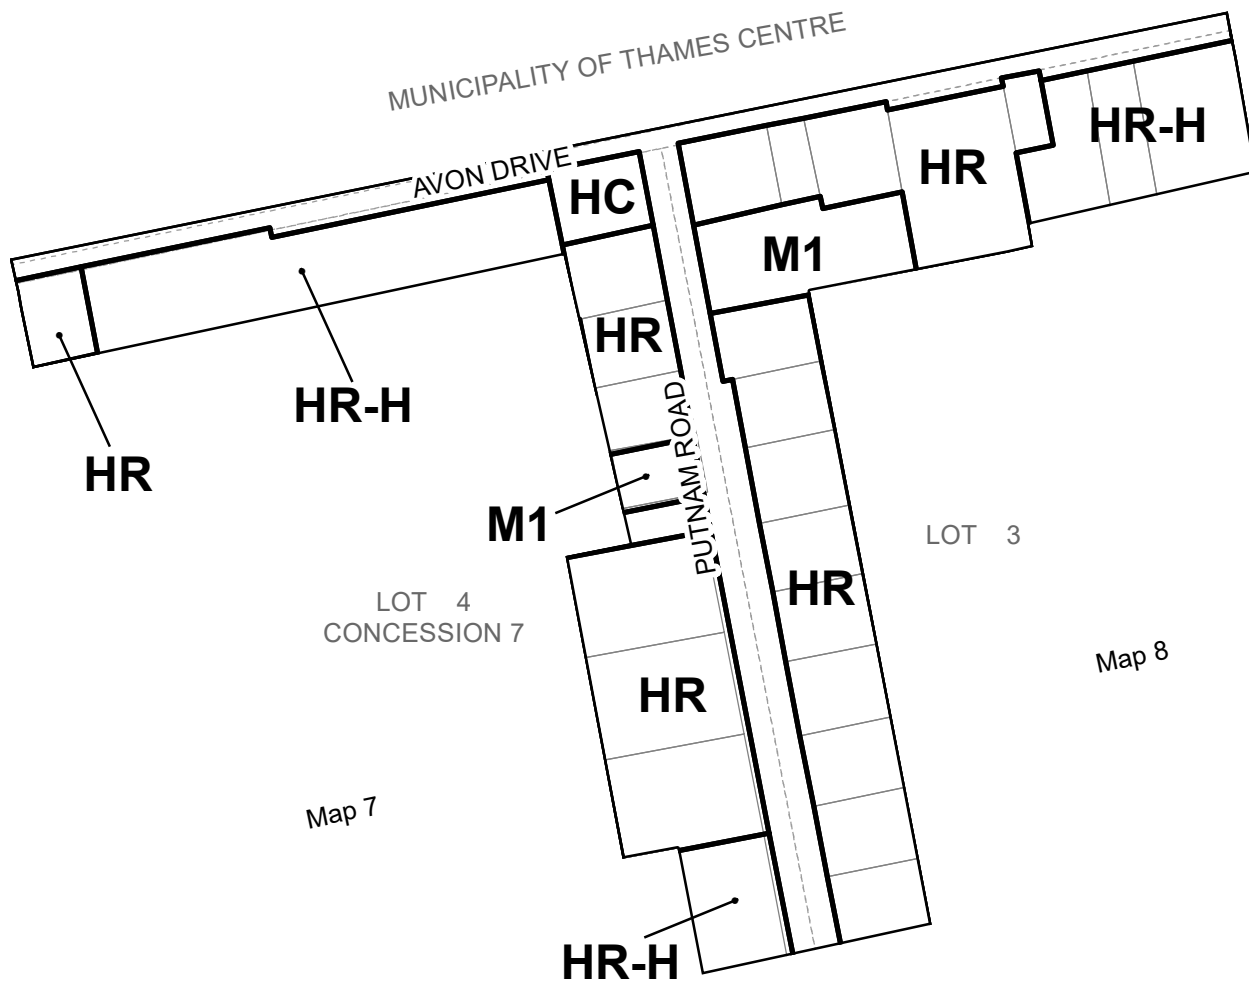 MUNICIPALITY OF THAMES CENTRE
AVON DRIVE
HR-H
HC
HR
M1
HR
HR-H
HR
M1
PUTNAM ROAD
LOT 3
HR
LOT 4
CONCESSION 7
Map 8
HR
Map 7
HR-H